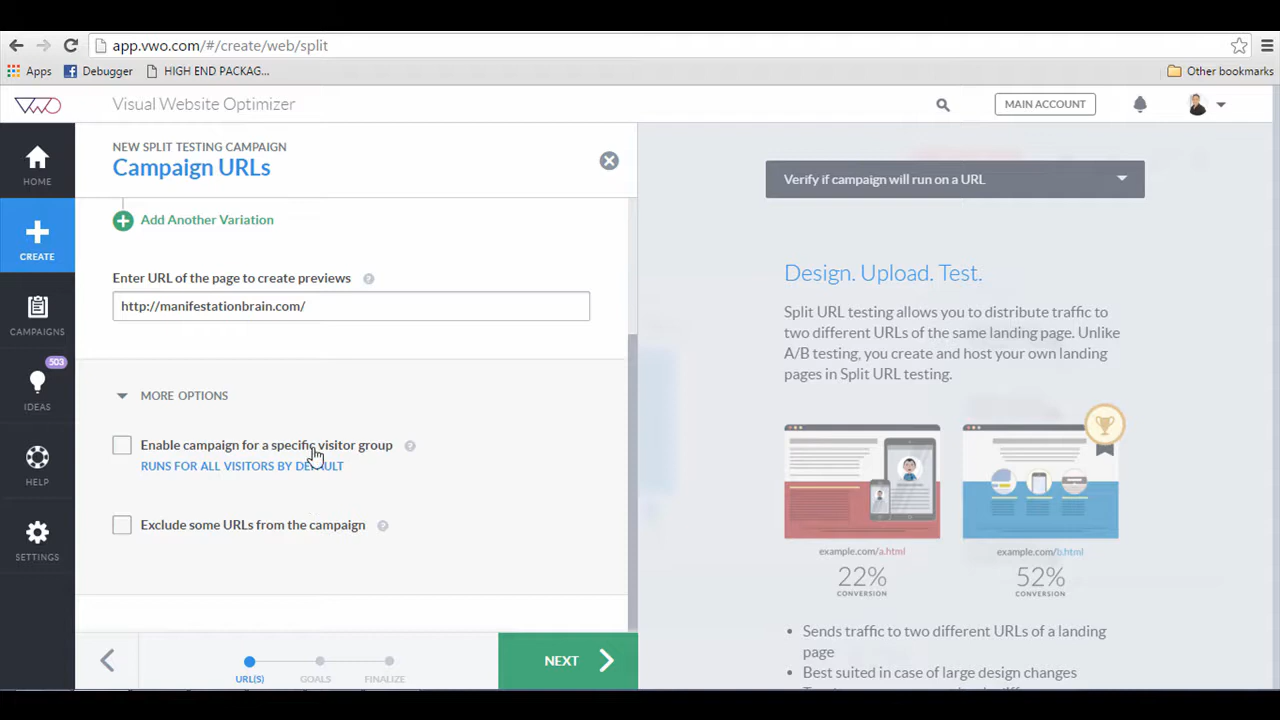 app.vwo.com/#/create/web/split
Apps
Debugger
HIGH END PACKAG...
Other bookmarks
VWO
Visual Website Optimizer
MAIN ACCOUNT
HOME
CREATE
CAMPAIGNS
503
IDEAS
HELP
SETTINGS
NEW SPLIT TESTING CAMPAIGN
Campaign URLs
Add Another Variation
Enter URL of the page to create previews ?
http://manifestationbrain.com/
MORE OPTIONS
Enable campaign for a specific visitor group ?
RUNS FOR ALL VISITORS BY DEFAULT
Exclude some URLs from the campaign ?
URL(S)
GOALS
FINALIZE
NEXT
Verify if campaign will run on a URL
Design. Upload. Test.
Split URL testing allows you to distribute traffic to
two different URLs of the same landing page. Unlike
A/B testing, you create and host your own landing
pages in Split URL testing.
example.com/a.html
example.com/b.html
22%
52%
CONVERSION
CONVERSION
Sends traffic to two different URLs of a landing
page
Best suited in case of large design changes